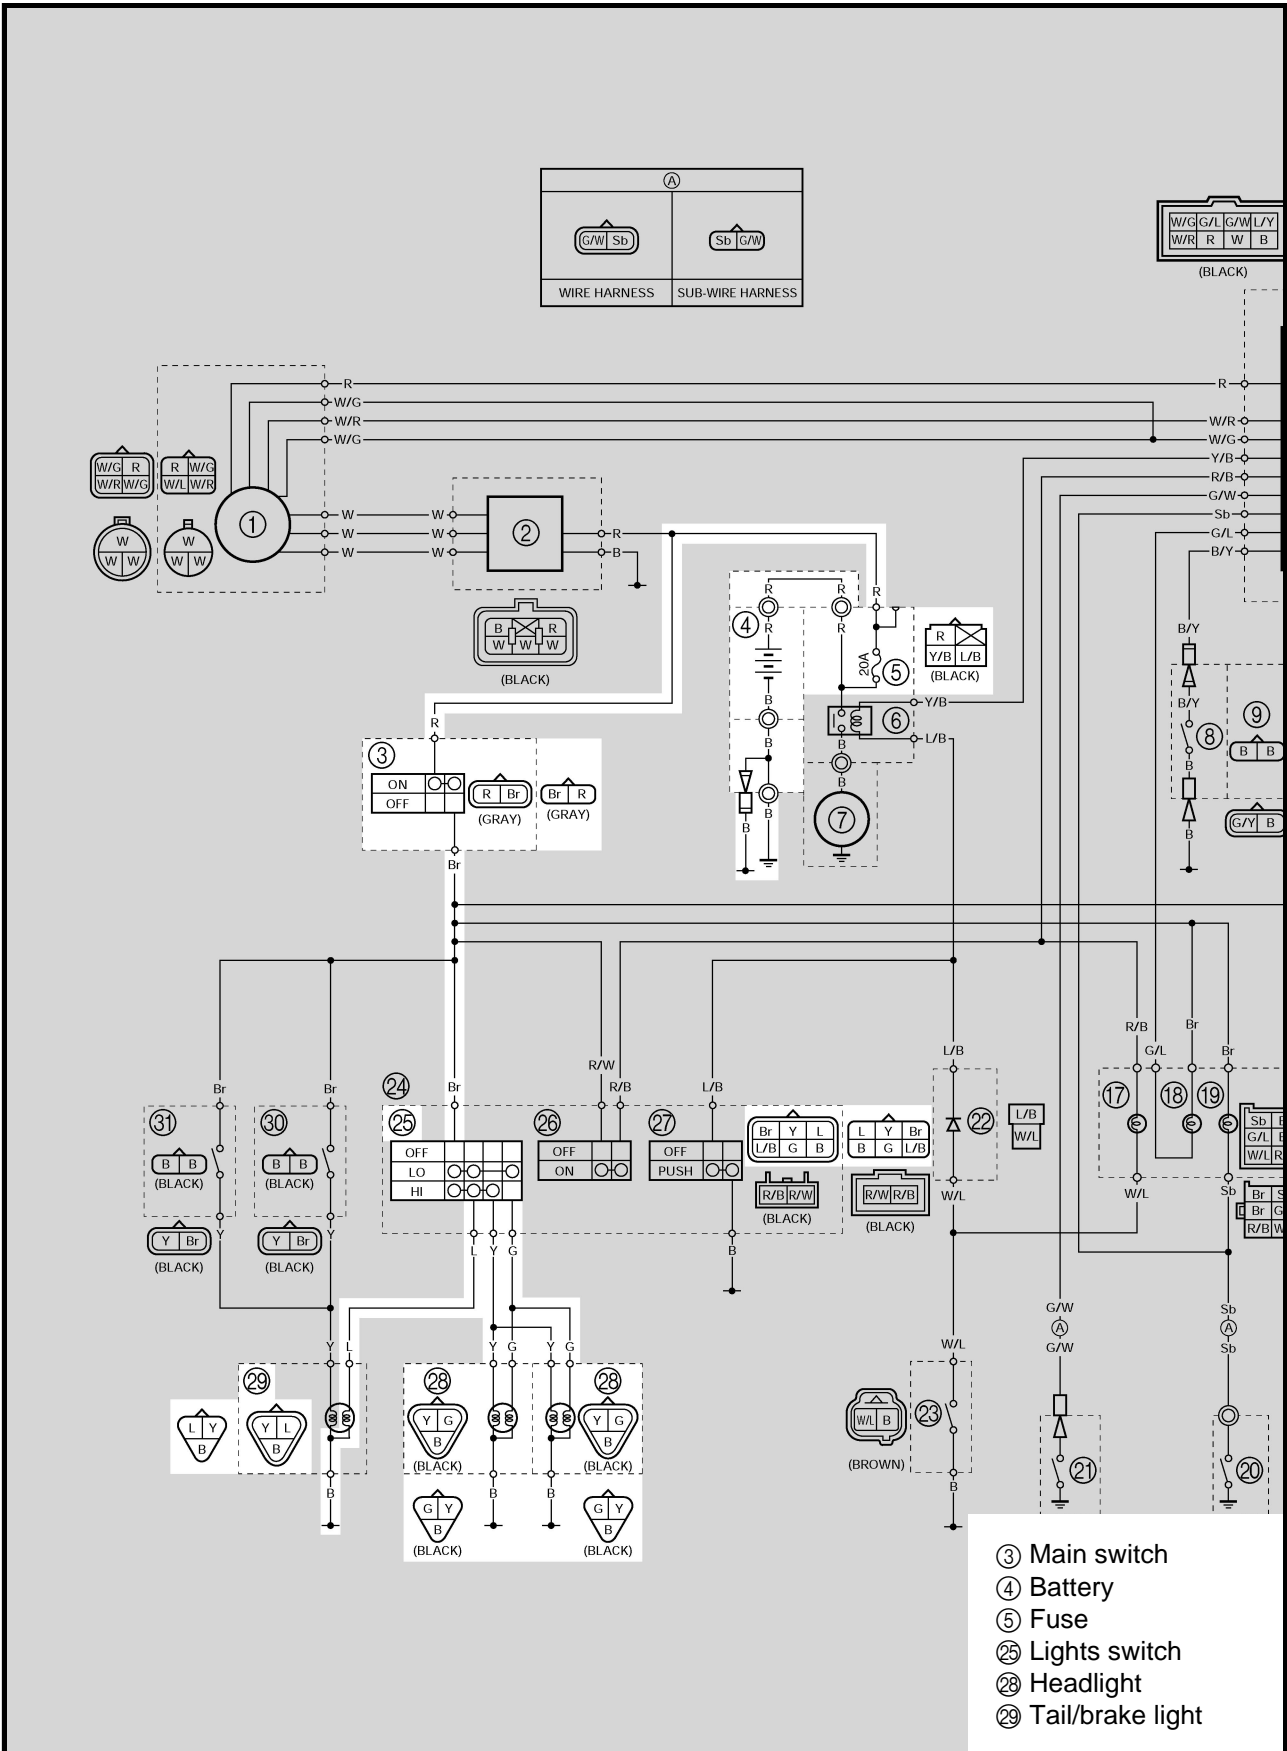 A
G/W Sb
Sb G/W
WIRE HARNESS
SUB-WIRE HARNESS
W/G G/L G/W L/Y
W/R R W B
(BLACK)
R
W/G
W/R
W/G
R
W/R
W/G
Y/B
R/B
G/W
Sb
G/L
B/Y
W/G R
W/R W/G
R W/G
W/L W/R
1
W
W W
W
W W
W W
W W
W W
2
R
B
B R
W W W
(BLACK)
R R R
4
R R
20A
5
R
Y/B L/B
(BLACK)
B
Y/B
6
L/B
B
B
B
7
B
B
B/Y
B/Y
8
B
B
9
B B
G/Y B
R
3
ON
OFF
R Br
(GRAY)
Br R
(GRAY)
Br
R/B
G/L
Br
Br
17
18
19
Sb
G/L
W/L R
W/L
Sb
Br
Br G
R/B W
Br
Br
Br
R/W
R/B
L/B
L/B
24
31
B B
(BLACK)
30
B B
(BLACK)
25
OFF
LO
HI
26
OFF
ON
27
OFF
PUSH
Br Y L
L/B G B
R/B R/W
(BLACK)
L Y Br
B G L/B
R/W R/B
(BLACK)
22
L/B
W/L
W/L
Y
Y
Y Br
(BLACK)
Y Br
(BLACK)
L Y G
B
Y L
Y G
Y G
29
L Y
B
Y L
B
B
28
Y G
B
(BLACK)
28
Y G
B
(BLACK)
B
B
G Y
B
(BLACK)
G Y
B
(BLACK)
W/L
W/L B
(BROWN)
23
B
G/W
A
G/W
21
Sb
A
Sb
20
3 Main switch
4 Battery
5 Fuse
25 Lights switch
28 Headlight
29 Tail/brake light